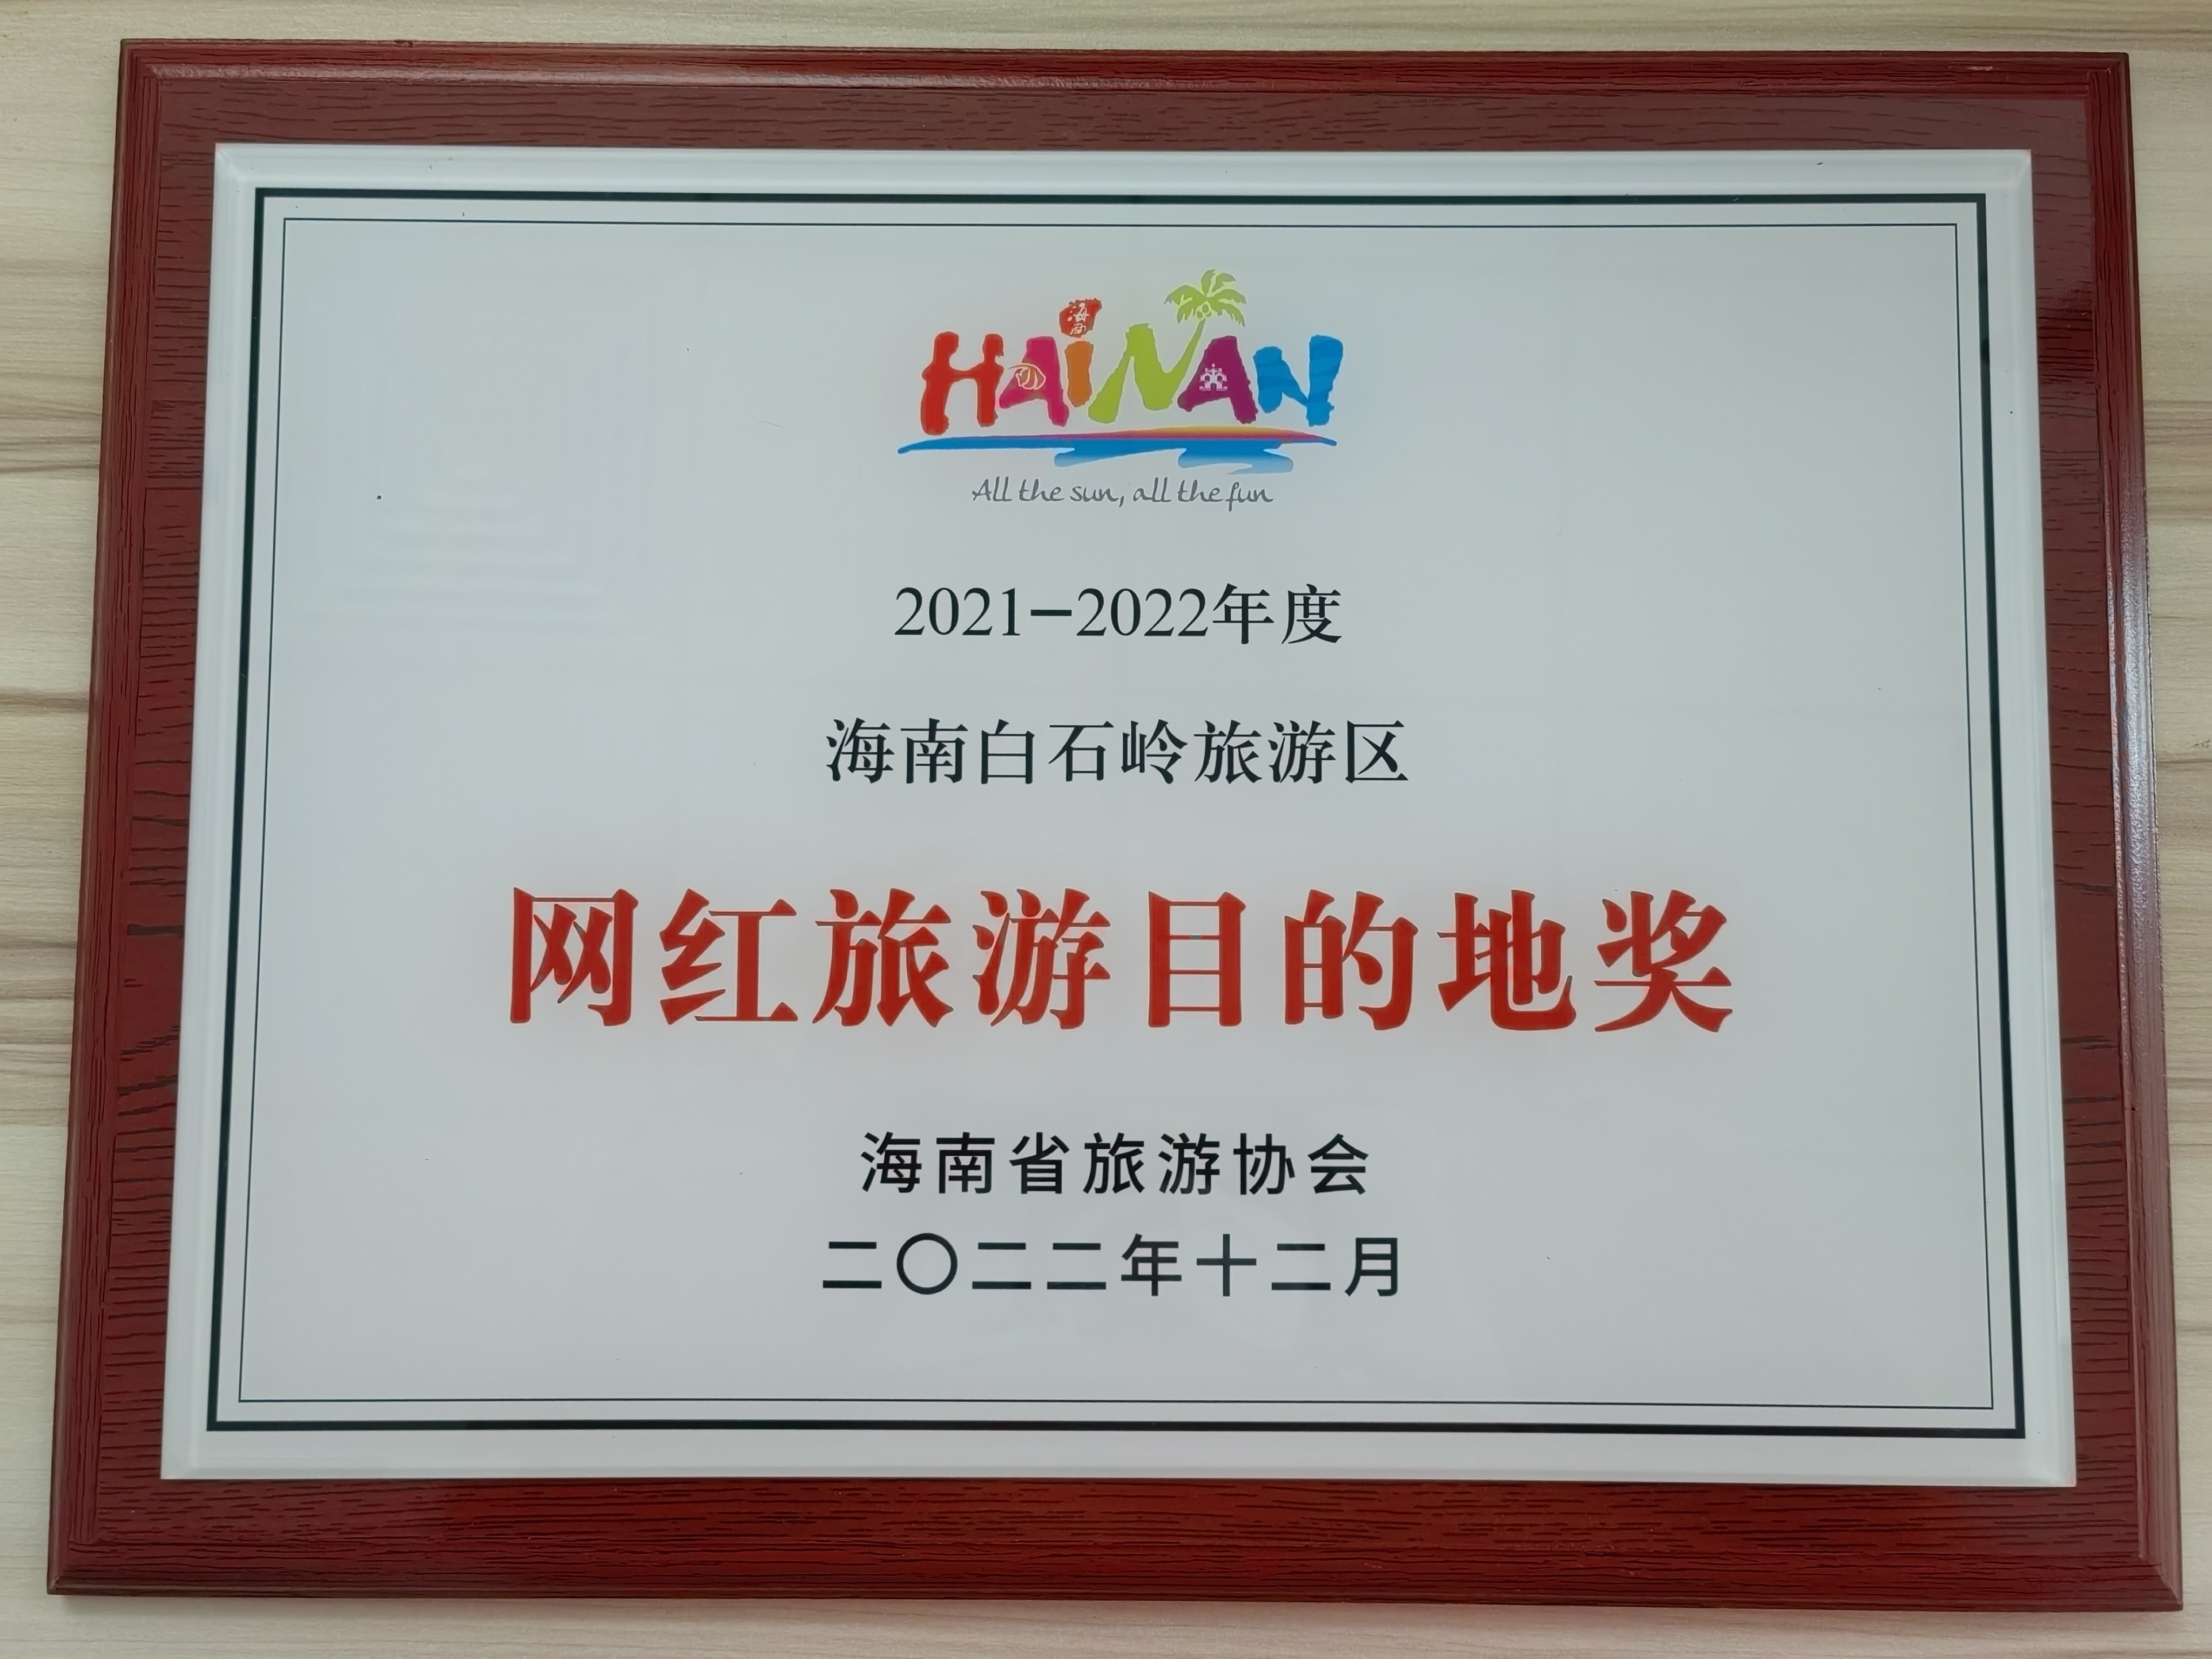 海南
HAINAN
All the sun, all the fun
2021-2022年度
海南白石岭旅游区
网红旅游目的地奖
海南省旅游协会
二〇二二年十二月